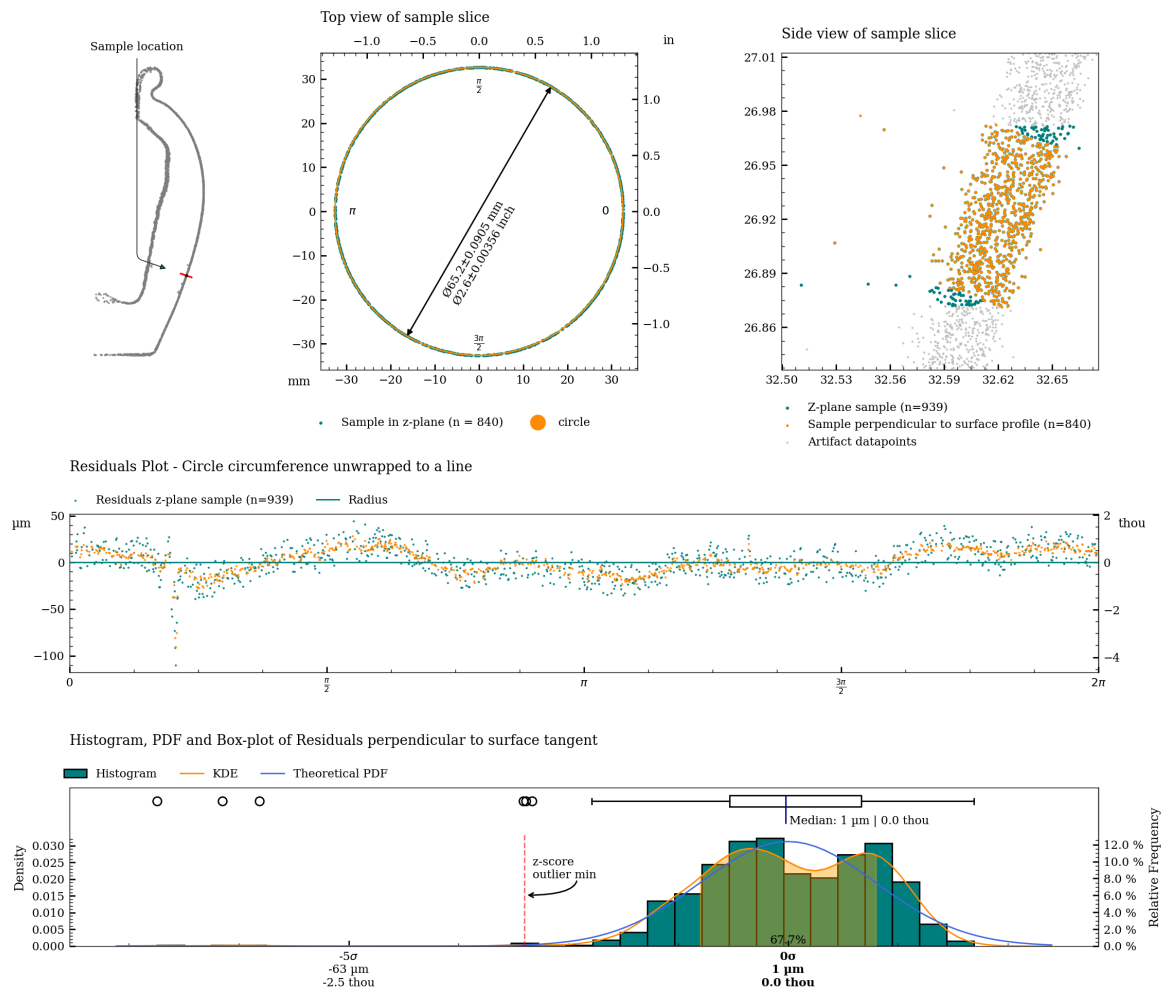 Sample location
Top view of sample slice
−1.0 −0.5 0.0 0.5 1.0 in
30
20
10
0
−10
−20
−30
mm
−30 −20 −10 0 10 20 30
1.0
0.5
0.0
−0.5
−1.0
π/2
π
0
3π/2
Ø65.2±0.0905 mm
Ø2.6±0.00356 inch
Sample in z-plane (n = 840)
circle
Side view of sample slice
27.01
26.98
26.95
26.92
26.89
26.86
32.50 32.53 32.56 32.59 32.62 32.65
Z-plane sample (n=939)
Sample perpendicular to surface profile (n=840)
Artifact datapoints
Residuals Plot - Circle circumference unwrapped to a line
Residuals z-plane sample (n=939)
Radius
µm
50
0
−50
−100
2
0
−2
−4
thou
0 π/2 π 3π/2 2π
Histogram, PDF and Box-plot of Residuals perpendicular to surface tangent
Histogram
KDE
Theoretical PDF
Median: 1 µm | 0.0 thou
z-score
outlier min
Density
0.030
0.025
0.020
0.015
0.010
0.005
0.000
12.0 %
10.0 %
8.0 %
6.0 %
4.0 %
2.0 %
0.0 %
Relative Frequency
67.7%
-5σ
-63 µm
-2.5 thou
0σ
1 µm
0.0 thou